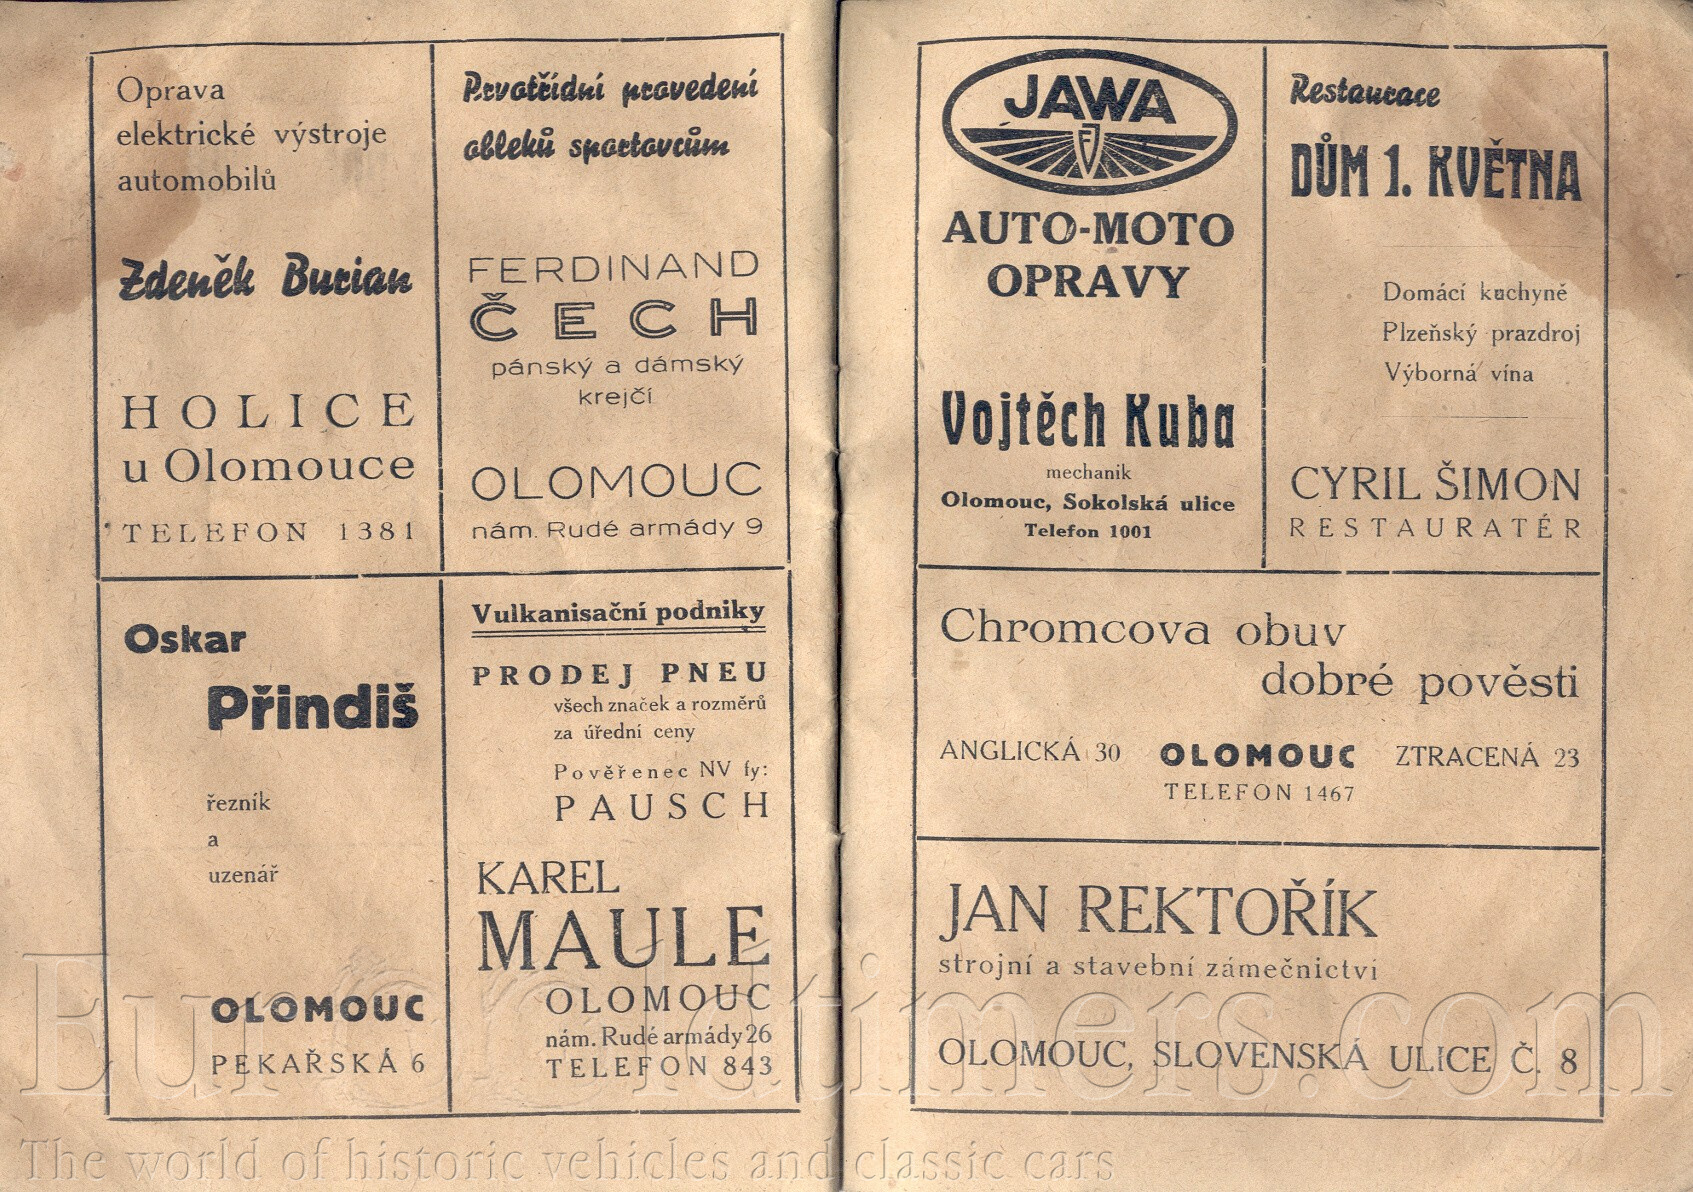 Oprava
elektrické výstroje
automobilů
Zdeněk Burian
HOLICE
u Olomouce
TELEFON 1381
Prvotřídní provedení
obleků sportovcům
FERDINAND
ČECH
pánský a dámský
krejčí
OLOMOUC
nám. Rudé armády 9
Oskar
Přindiš
řezník
a
uzenář
OLOMOUC
PEKAŘSKÁ 6
Vulkanisační podniky
PRODEJ PNEU
všech značek a rozměrů
za úřední ceny
Pověřenec NV fy:
PAUSCH
KAREL
MAULE
OLOMOUC
nám. Rudé armády 26
TELEFON 843
JAWA
FJ
AUTO-MOTO
OPRAVY
Vojtěch Kuba
mechanik
Olomouc, Sokolská ulice
Telefon 1001
Restaurace
DŮM 1. KVĚTNA
Domácí kuchyně
Plzeňský prazdroj
Výborná vína
CYRIL ŠIMON
RESTAURATÉR
Chromcova obuv
dobré pověsti
ANGLICKÁ 30 OLOMOUC ZTRACENÁ 23
TELEFON 1467
JAN REKTOŘÍK
strojní a stavební zámečnictví
OLOMOUC, SLOVENSKÁ ULICE Č. 8
EuroOldtimers.com
The world of historic vehicles and classic cars